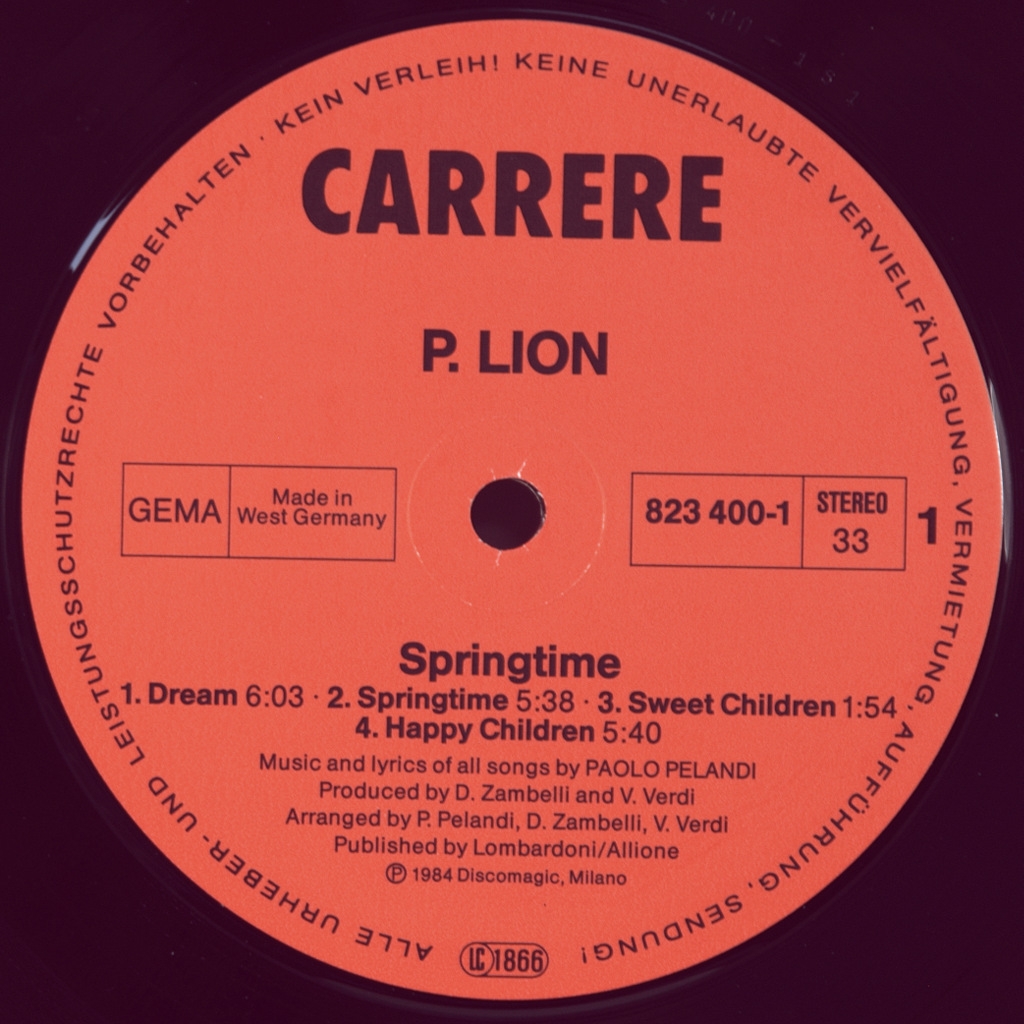 ALLE URHEBER- UND LEISTUNGSSCHUTZRECHTE VORBEHALTEN · KEIN VERLEIH! KEINE UNERLAUBTE VERVIELFÄLTIGUNG, VERMIETUNG, AUFFÜHRUNG, SENDUNG!
CARRERE
P. LION
GEMA
Made in
West Germany
823 400-1
STEREO
33
1
Springtime
1. Dream 6:03 · 2. Springtime 5:38 · 3. Sweet Children 1:54
4. Happy Children 5:40
Music and lyrics of all songs by PAOLO PELANDI
Produced by D. Zambelli and V. Verdi
Arranged by P. Pelandi, D. Zambelli, V. Verdi
Published by Lombardoni/Allione
℗ 1984 Discomagic, Milano
LC 1866